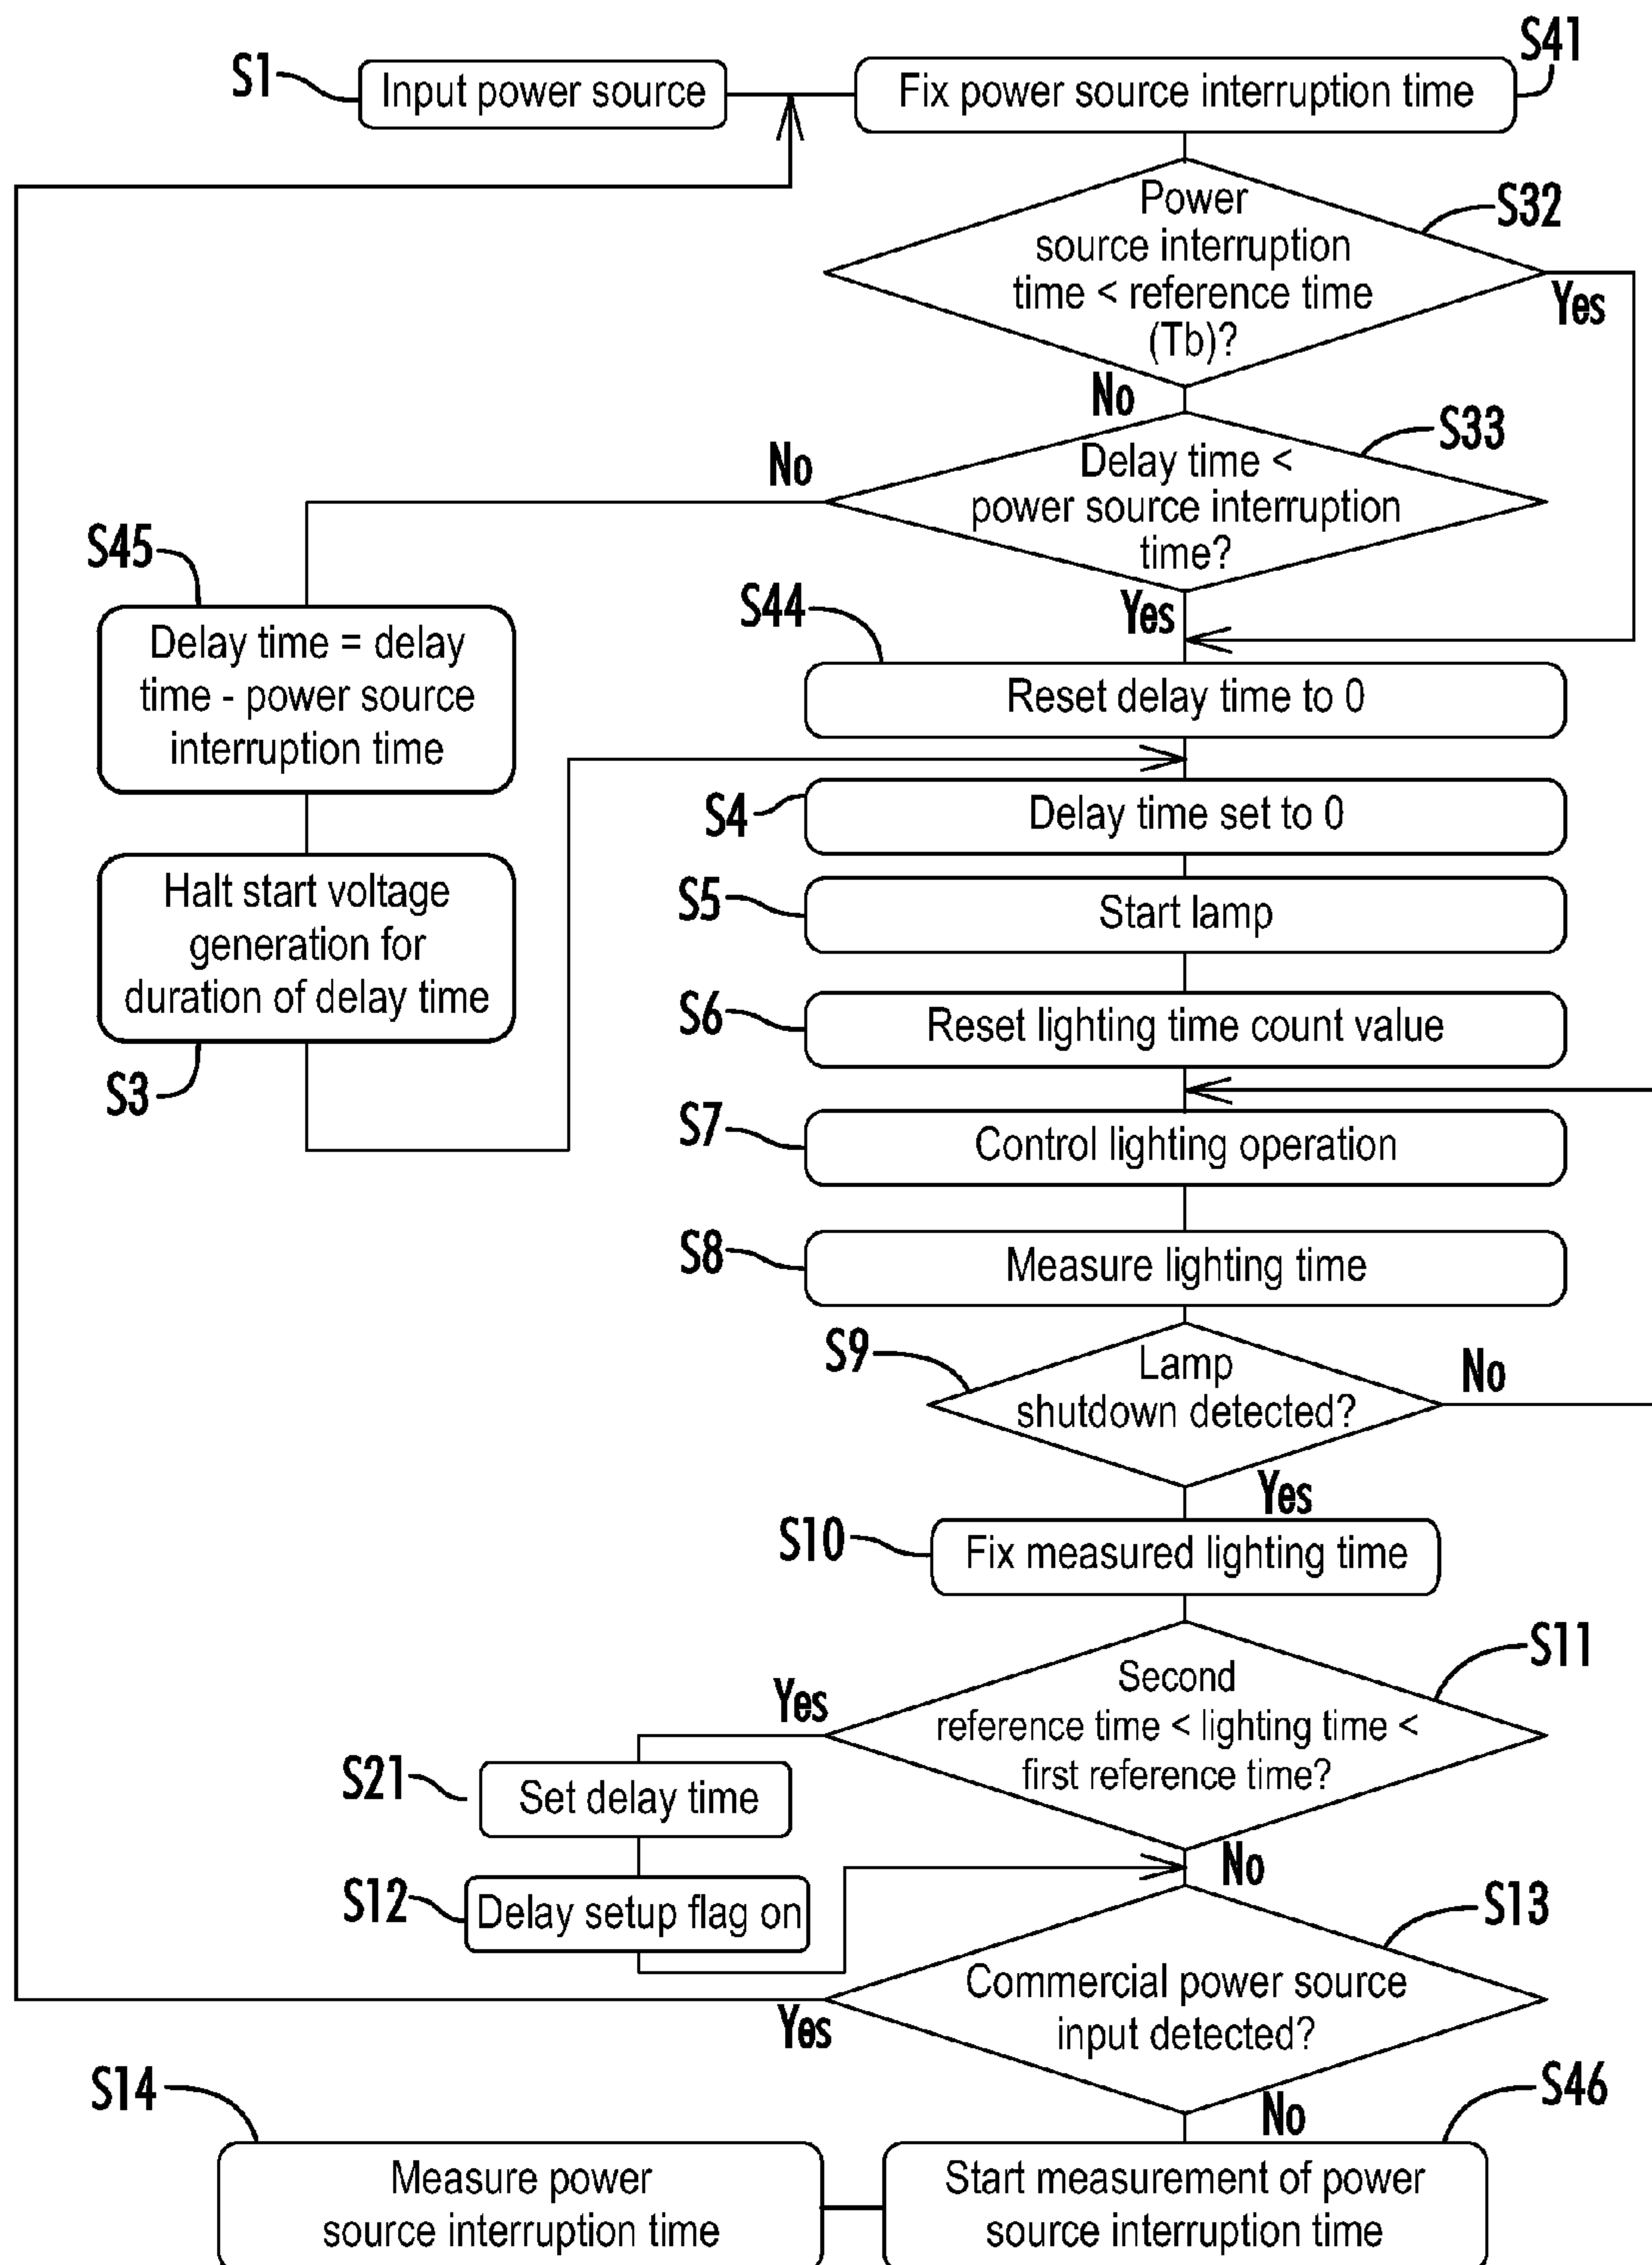 S1
Input power source
Fix power source interruption time
S41
Power
source interruption
time < reference time
(Tb)?
S32
Yes
No
Delay time <
power source interruption
time?
S33
No
Yes
S45
Delay time = delay
time - power source
interruption time
S44
Reset delay time to 0
S4
Delay time set to 0
Halt start voltage
generation for
duration of delay time
S3
S5
Start lamp
S6
Reset lighting time count value
S7
Control lighting operation
S8
Measure lighting time
S9
Lamp
shutdown detected?
No
Yes
S10
Fix measured lighting time
S11
Second
reference time < lighting time <
first reference time?
Yes
S21
Set delay time
No
S12
Delay setup flag on
S13
Commercial power source
input detected?
Yes
No
S14
Measure power
source interruption time
S46
Start measurement of power
source interruption time